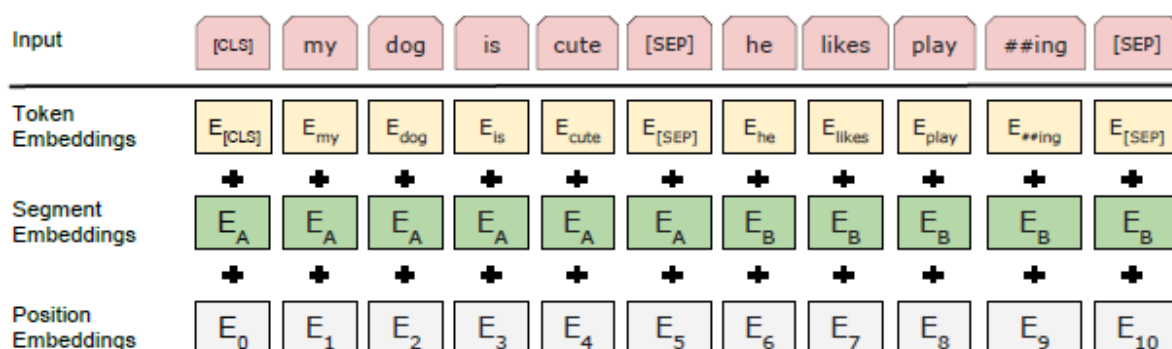 Input [CLS] my dog is cute [SEP] he likes play ##ing [SEP]
Token
Embeddings E[CLS] Emy Edog Eis Ecute E[SEP] Ehe Elikes Eplay E##ing E[SEP]
+ + + + + + + + + + +
Segment
Embeddings EA EA EA EA EA EA EB EB EB EB EB
+ + + + + + + + + + +
Position
Embeddings E0 E1 E2 E3 E4 E5 E6 E7 E8 E9 E10